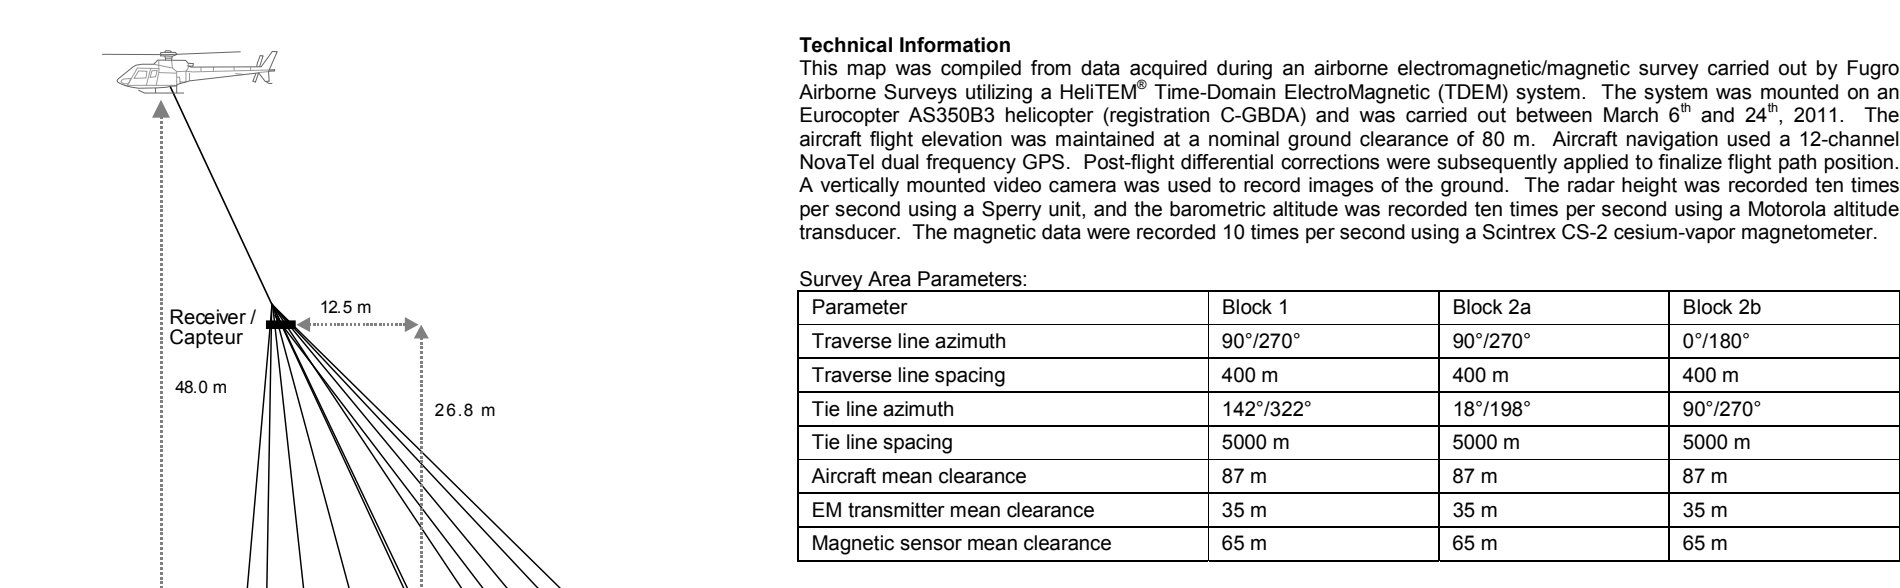 Receiver /
Capteur
12.5 m
48.0 m
26.8 m
Technical Information
This map was compiled from data acquired during an airborne electromagnetic/magnetic survey carried out by Fugro
Airborne Surveys utilizing a HeliTEM® Time-Domain ElectroMagnetic (TDEM) system. The system was mounted on an
Eurocopter AS350B3 helicopter (registration C-GBDA) and was carried out between March 6th and 24th, 2011. The
aircraft flight elevation was maintained at a nominal ground clearance of 80 m. Aircraft navigation used a 12-channel
NovaTel dual frequency GPS. Post-flight differential corrections were subsequently applied to finalize flight path position.
A vertically mounted video camera was used to record images of the ground. The radar height was recorded ten times
per second using a Sperry unit, and the barometric altitude was recorded ten times per second using a Motorola altitude
transducer. The magnetic data were recorded 10 times per second using a Scintrex CS-2 cesium-vapor magnetometer.
Survey Area Parameters:
Parameter Block 1 Block 2a Block 2b
Traverse line azimuth 90°/270° 90°/270° 0°/180°
Traverse line spacing 400 m 400 m 400 m
Tie line azimuth 142°/322° 18°/198° 90°/270°
Tie line spacing 5000 m 5000 m 5000 m
Aircraft mean clearance 87 m 87 m 87 m
EM transmitter mean clearance 35 m 35 m 35 m
Magnetic sensor mean clearance 65 m 65 m 65 m